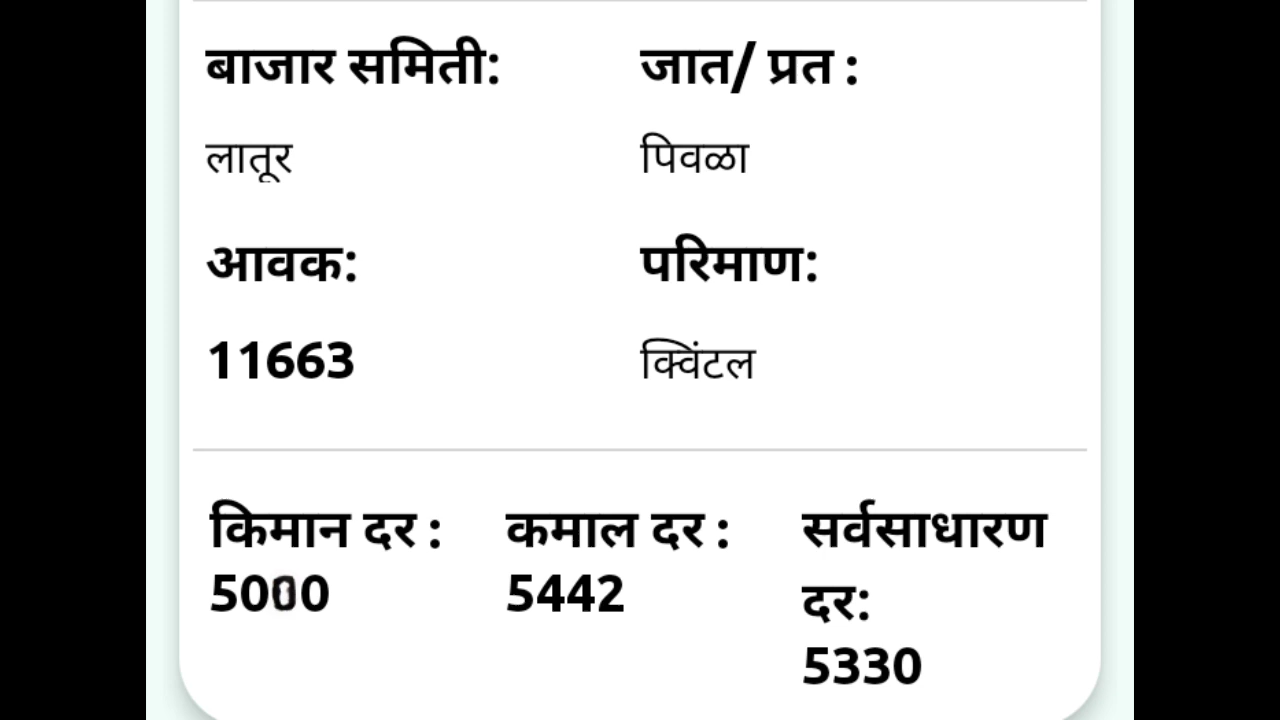 बाजार समिती: जात/ प्रत :
लातूर पिवळा
आवक: परिमाण:
11663 क्विंटल
किमान दर : कमाल दर : सर्वसाधारण दर:
5000 5442 5330